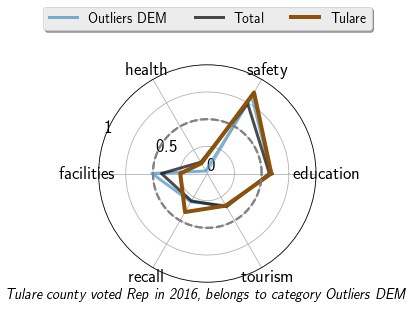 Outliers DEM Total Tulare
health safety
1
0.5
0
facilities education
recall tourism
Tulare county voted Rep in 2016, belongs to category Outliers DEM